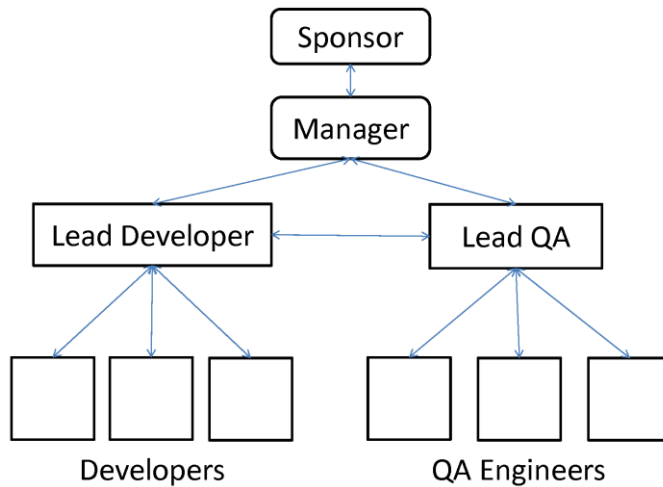 Sponsor
Manager
Lead Developer
Lead QA
Developers
QA Engineers